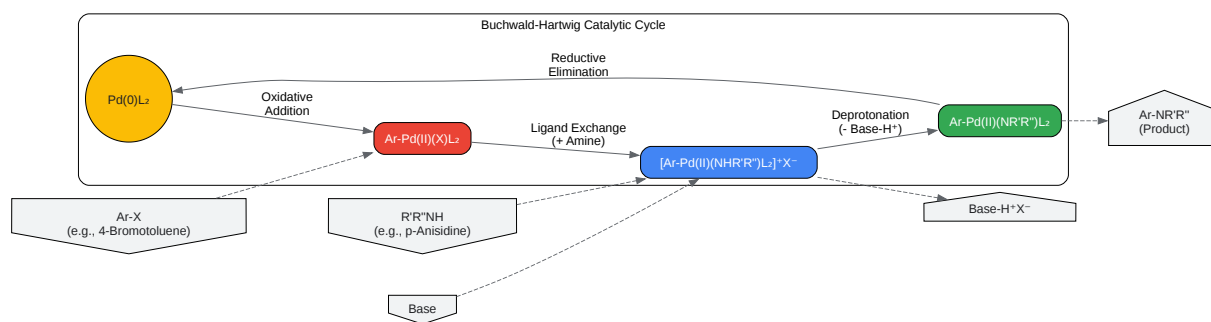 Buchwald-Hartwig Catalytic Cycle
Reductive
Elimination
Pd(0)L₂
Oxidative
Addition
Ar-Pd(II)(X)L₂
Ligand Exchange
(+ Amine)
[Ar-Pd(II)(NHR'R")L₂]⁺X⁻
Deprotonation
(- Base-H⁺)
Ar-Pd(II)(NR'R")L₂
Ar-NR'R"
(Product)
Ar-X
(e.g., 4-Bromotoluene)
R'R"NH
(e.g., p-Anisidine)
Base-H⁺X⁻
Base